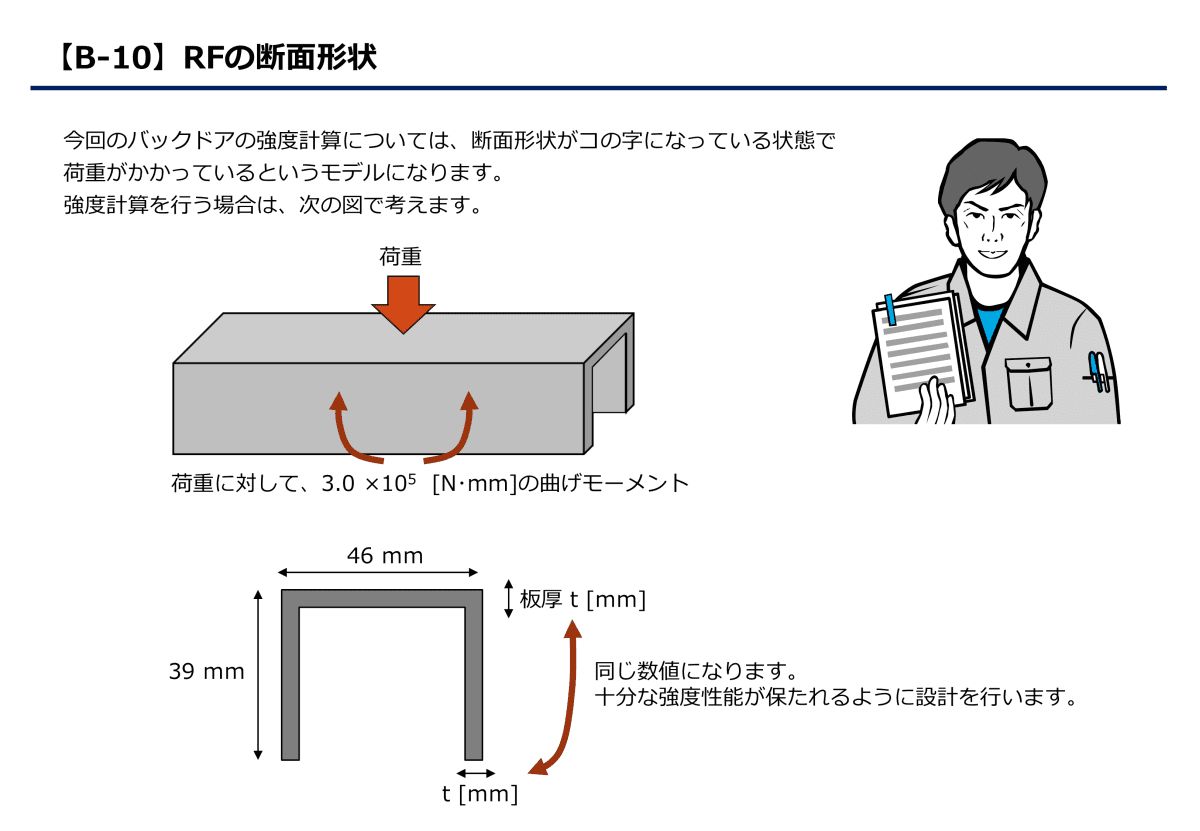 【B-10】RFの断面形状
今回のバックドアの強度計算については、断面形状がコの字になっている状態で
荷重がかかっているというモデルになります。
強度計算を行う場合は、次の図で考えます。
荷重
荷重に対して、3.0 ×10⁵ [N･mm]の曲げモーメント
46 mm
板厚 t [mm]
39 mm
同じ数値になります。
十分な強度性能が保たれるように設計を行います。
t [mm]